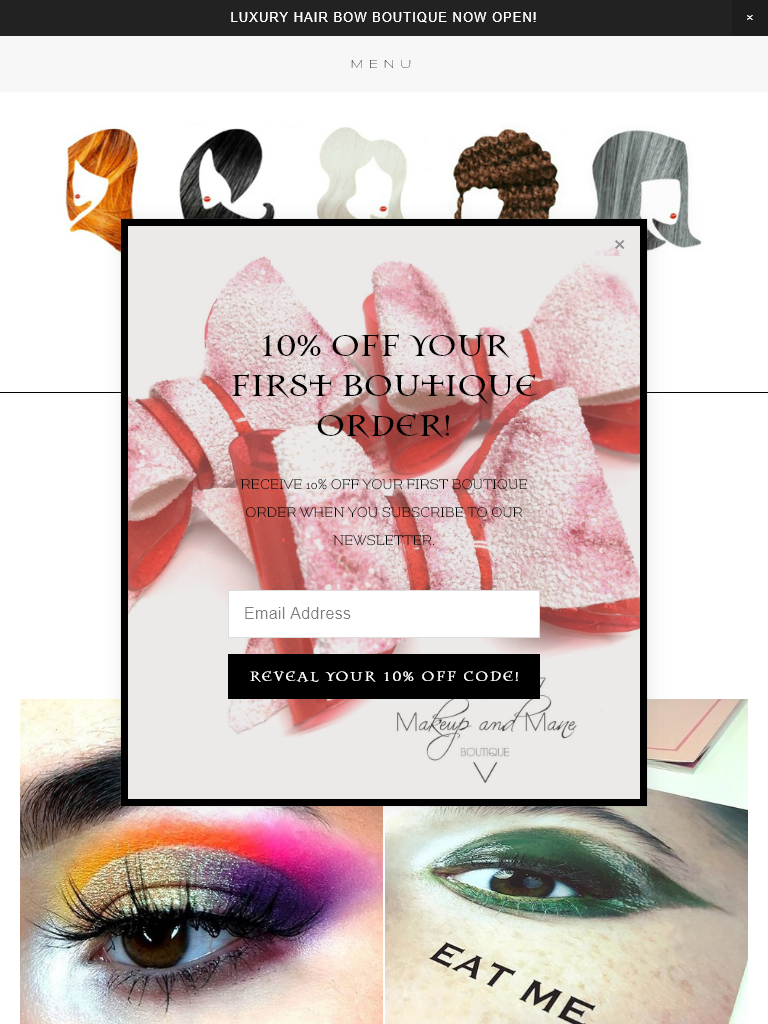 LUXURY HAIR BOW BOUTIQUE NOW OPEN!
×
MENU
×
10% OFF YOUR
FIRST BOUTIQUE
ORDER!
RECEIVE 10% OFF YOUR FIRST BOUTIQUE
ORDER WHEN YOU SUBSCRIBE TO OUR
NEWSLETTER.
Email Address
REVEAL YOUR 10% OFF CODE!
Makeup and Mane
BOUTIQUE
EAT ME